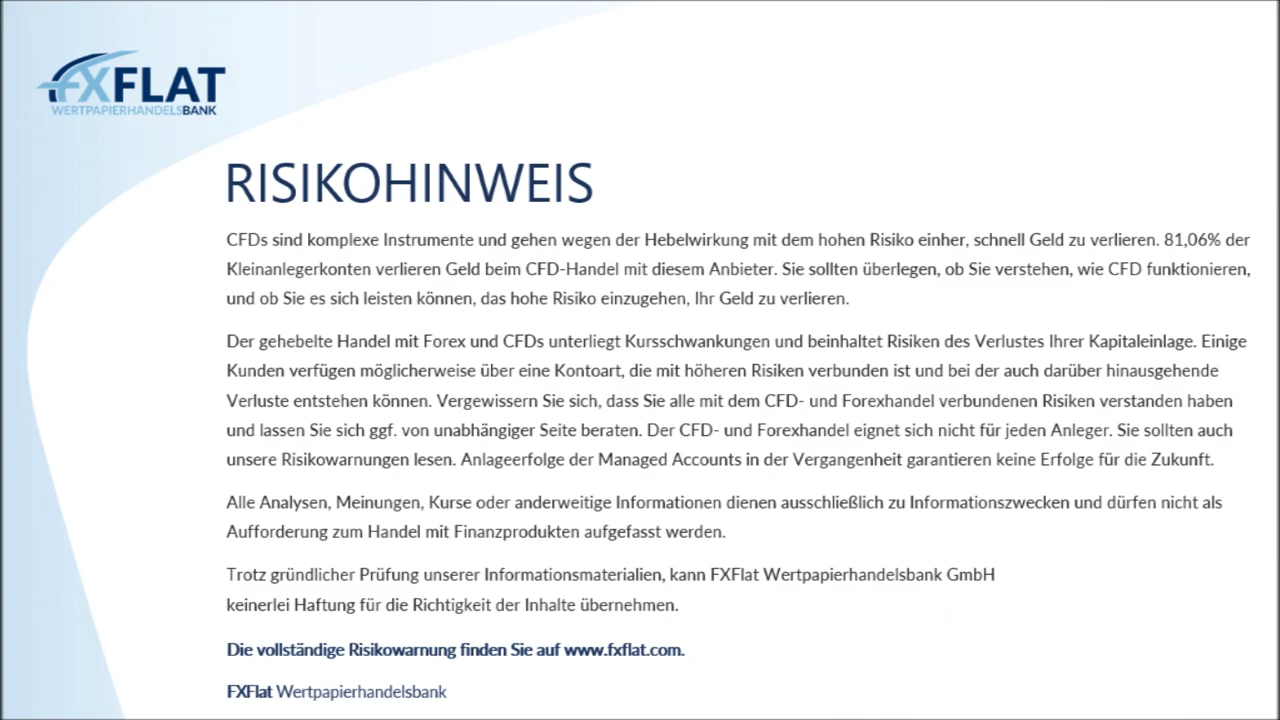 FXFLAT
WERTPAPIERHANDELSBANK
RISIKOHINWEIS
CFDs sind komplexe Instrumente und gehen wegen der Hebelwirkung mit dem hohen Risiko einher, schnell Geld zu verlieren. 81,06% der
Kleinanlegerkonten verlieren Geld beim CFD-Handel mit diesem Anbieter. Sie sollten überlegen, ob Sie verstehen, wie CFD funktionieren,
und ob Sie es sich leisten können, das hohe Risiko einzugehen, Ihr Geld zu verlieren.
Der gehebelte Handel mit Forex und CFDs unterliegt Kursschwankungen und beinhaltet Risiken des Verlustes Ihrer Kapitaleinlage. Einige
Kunden verfügen möglicherweise über eine Kontoart, die mit höheren Risiken verbunden ist und bei der auch darüber hinausgehende
Verluste entstehen können. Vergewissern Sie sich, dass Sie alle mit dem CFD- und Forexhandel verbundenen Risiken verstanden haben
und lassen Sie sich ggf. von unabhängiger Seite beraten. Der CFD- und Forexhandel eignet sich nicht für jeden Anleger. Sie sollten auch
unsere Risikowarnungen lesen. Anlageerfolge der Managed Accounts in der Vergangenheit garantieren keine Erfolge für die Zukunft.
Alle Analysen, Meinungen, Kurse oder anderweitige Informationen dienen ausschließlich zu Informationszwecken und dürfen nicht als
Aufforderung zum Handel mit Finanzprodukten aufgefasst werden.
Trotz gründlicher Prüfung unserer Informationsmaterialien, kann FXFlat Wertpapierhandelsbank GmbH
keinerlei Haftung für die Richtigkeit der Inhalte übernehmen.
Die vollständige Risikowarnung finden Sie auf www.fxflat.com.
FXFlat Wertpapierhandelsbank